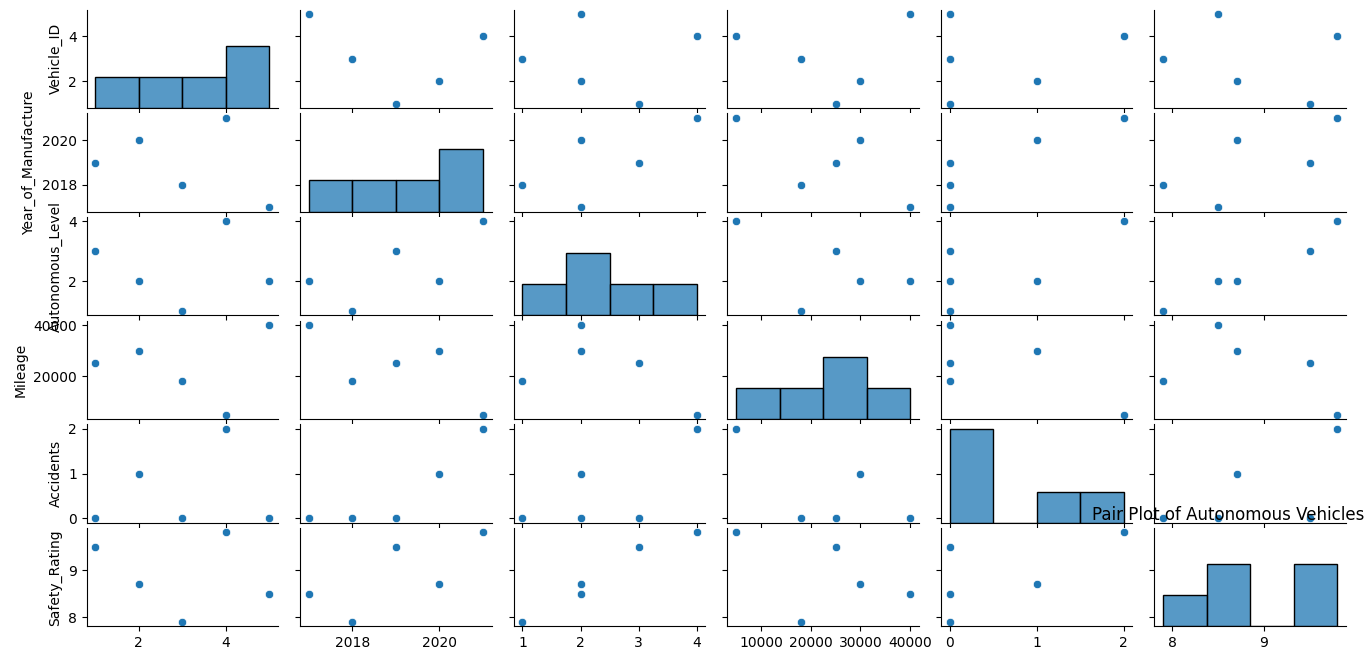 Vehicle_ID
4
2
Year_of_Manufacture
2020
2018
Autonomous_Level
4
2
Mileage
40000
20000
Accidents
2
1
0
Pair Plot of Autonomous Vehicles
Safety_Rating
9
8
2 4
2018 2020
1 2 3 4
10000 20000 30000 40000
0 1 2
8 9